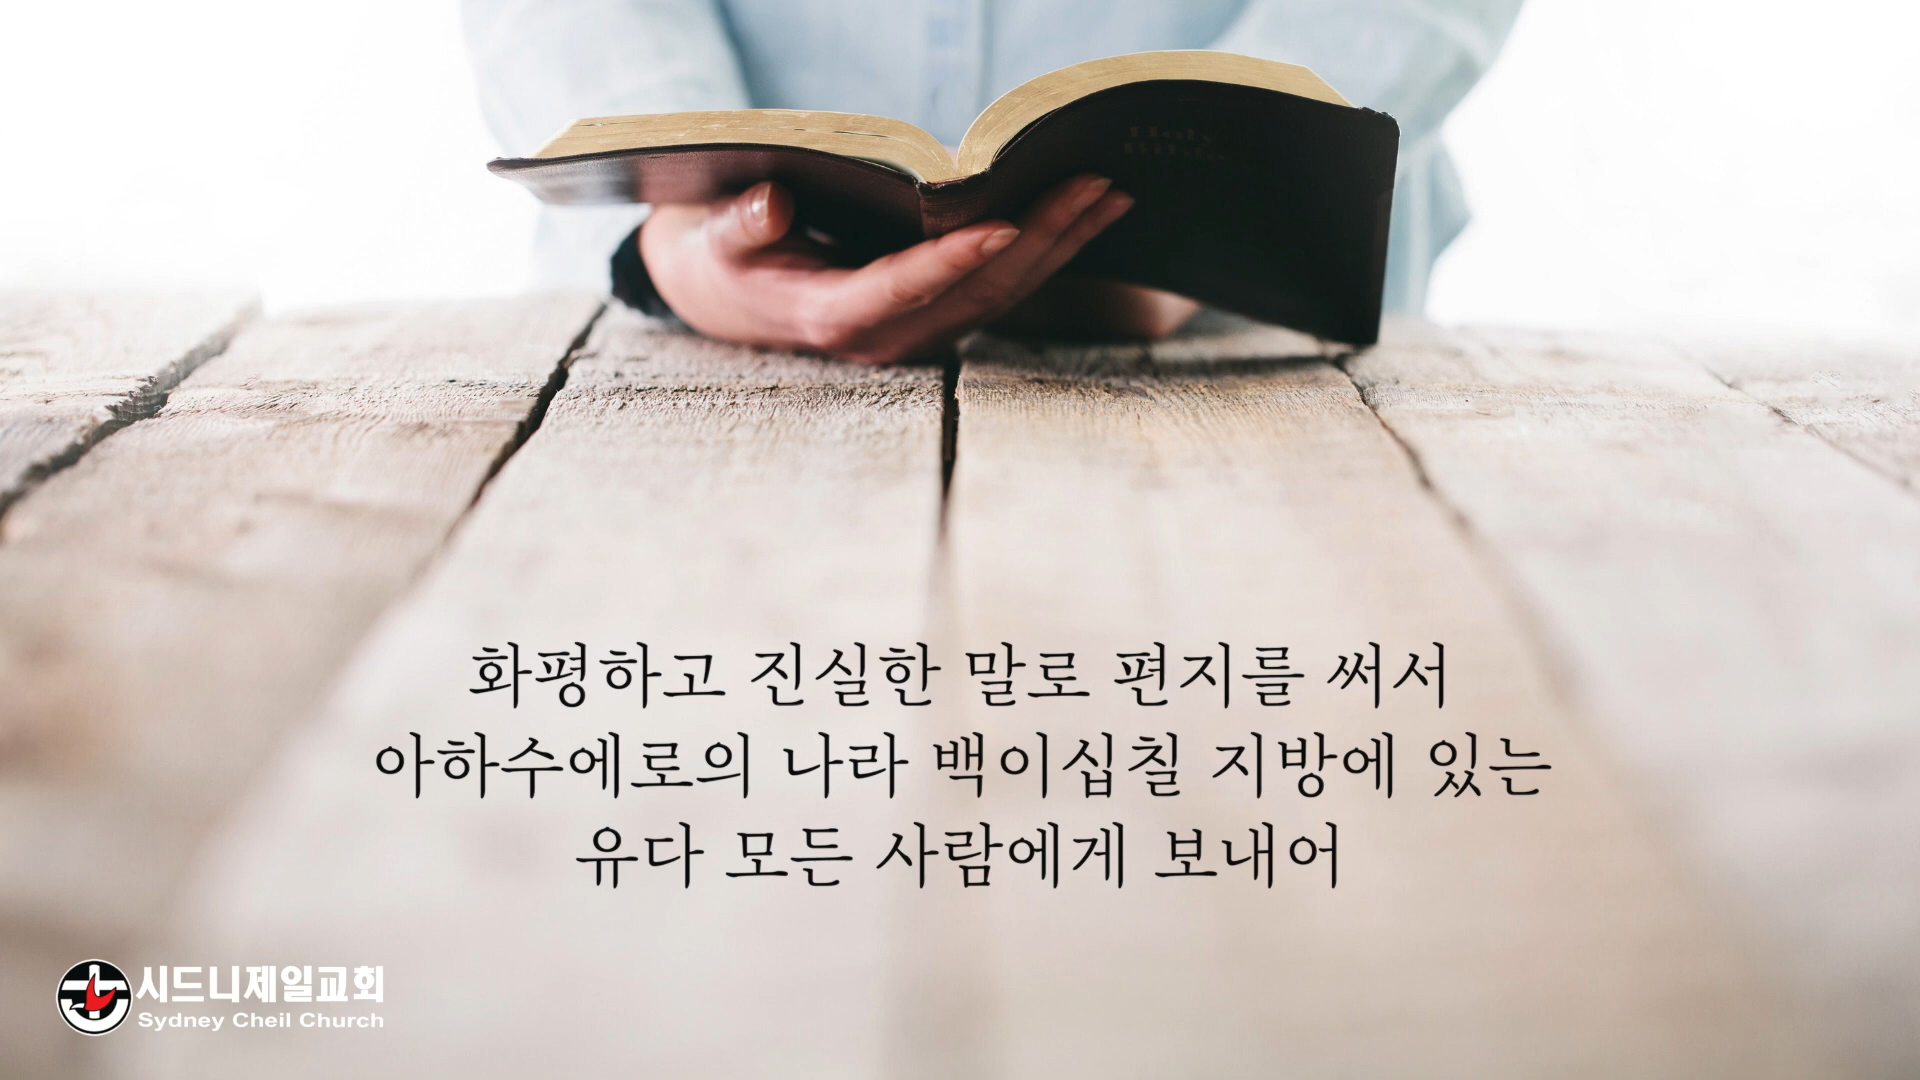 Holy
화평하고 진실한 말로 편지를 써서
아하수에로의 나라 백이십칠 지방에 있는
유다 모든 사람에게 보내어
시드니제일교회
Sydney Cheil Church